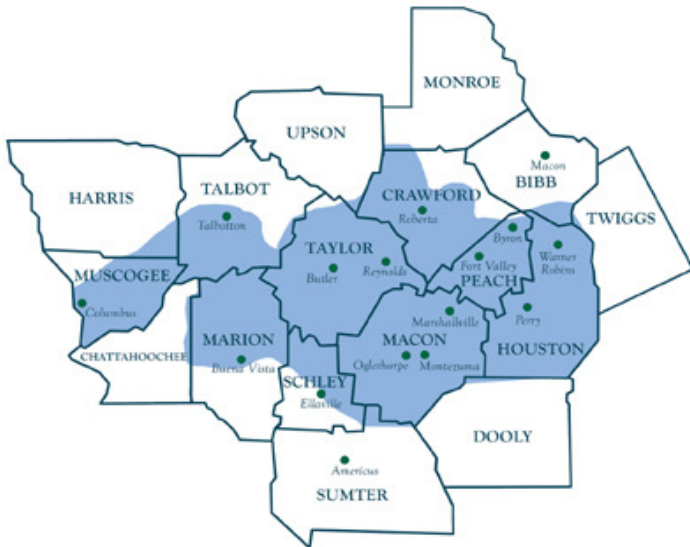 MONROE
UPSON
Macon
BIBB
TALBOT
CRAWFORD
HARRIS
Roberta
TWIGGS
Talbotton
Byron
TAYLOR
Warner
Robins
Reynolds
Fort Valley
MUSCOGEE
Butler
PEACH
Columbus
Perry
Marshallville
MARION
MACON
HOUSTON
CHATTAHOOCHEE
Buena Vista
Oglethorpe
Montezuma
SCHLEY
Ellaville
DOOLY
Americus
SUMTER